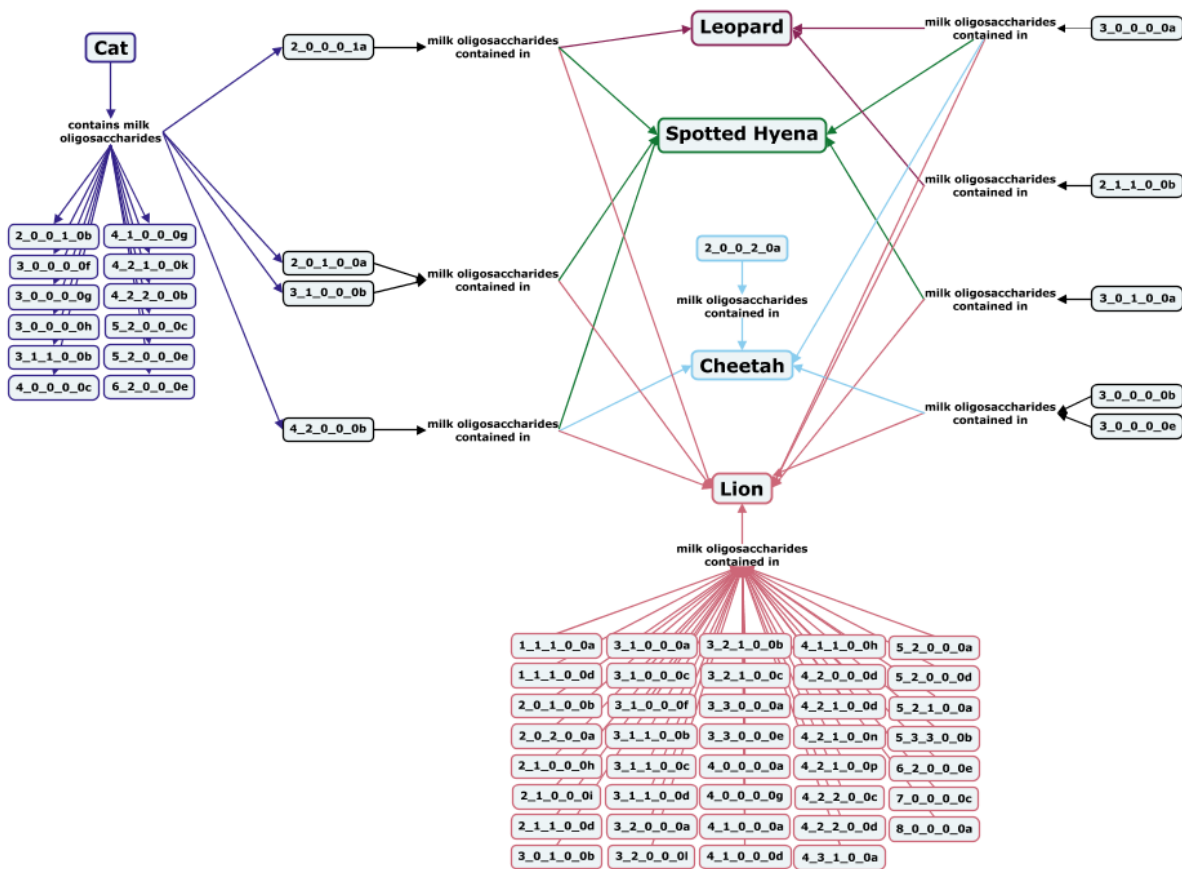 Cat
contains milk
oligosaccharides
2_0_0_1_0b
3_0_0_0_0f
3_0_0_0_0g
3_0_0_0_0h
3_1_1_0_0b
4_0_0_0_0c
4_1_0_0_0g
4_2_1_0_0k
4_2_2_0_0b
5_2_0_0_0c
5_2_0_0_0e
6_2_0_0_0e
2_0_0_0_1a
milk oligosaccharides
contained in
2_0_1_0_0a
3_1_0_0_0b
milk oligosaccharides
contained in
4_2_0_0_0b
milk oligosaccharides
contained in
Leopard
Spotted Hyena
2_0_0_2_0a
milk oligosaccharides
contained in
Cheetah
Lion
milk oligosaccharides
contained in
3_0_0_0_0a
milk oligosaccharides
contained in
2_1_1_0_0b
milk oligosaccharides
contained in
3_0_1_0_0a
milk oligosaccharides
contained in
3_0_0_0_0b
3_0_0_0_0e
milk oligosaccharides
contained in
1_1_1_0_0a
1_1_1_0_0d
2_0_1_0_0b
2_0_2_0_0a
2_1_0_0_0h
2_1_0_0_0i
2_1_1_0_0d
3_0_1_0_0b
3_1_0_0_0a
3_1_0_0_0c
3_1_0_0_0f
3_1_1_0_0b
3_1_1_0_0c
3_1_1_0_0d
3_2_0_0_0a
3_2_0_0_0l
3_2_1_0_0b
3_2_1_0_0c
3_3_0_0_0a
3_3_0_0_0e
4_0_0_0_0a
4_0_0_0_0g
4_1_0_0_0a
4_1_0_0_0d
4_1_1_0_0h
4_2_0_0_0d
4_2_1_0_0d
4_2_1_0_0n
4_2_1_0_0p
4_2_2_0_0c
4_2_2_0_0d
4_3_1_0_0a
5_2_0_0_0a
5_2_0_0_0d
5_2_1_0_0a
5_3_3_0_0b
6_2_0_0_0e
7_0_0_0_0c
8_0_0_0_0a